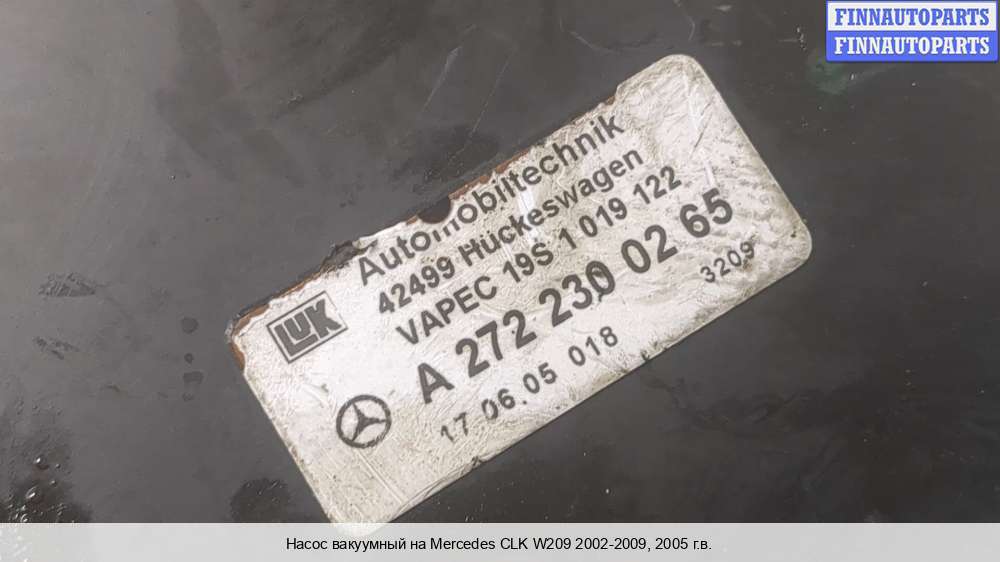 FINNAUTOPARTS
FINNAUTOPARTS
Automobiltechnik
42499 Hückeswagen
VAPEC 19S 1 019 122
LUK
A 272 230 02 65
17 06.05 018
3209
Насос вакуумный на Mercedes CLK W209 2002-2009, 2005 г.в.